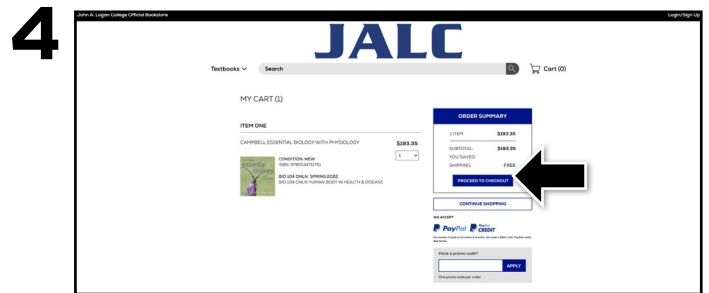 4
John A. Logan College Official Bookstore
Login/Sign Up
JALC
Textbooks
Search
Cart (0)
MY CART (1)
ITEM ONE
CAMPBELL ESSENTIAL BIOLOGY WITH PHYSIOLOGY $193.35
1
CONDITION: NEW
BIO 104 ONLN SPRING 2022
BIO 104 ONLN HUMAN BODY IN HEALTH & DISEASE
essential
biology
ORDER SUMMARY
1 ITEM $193.35
SUBTOTAL: $193.35
YOU SAVED:
SHIPPING: FREE
PROCEED TO CHECKOUT
CONTINUE SHOPPING
WE ACCEPT
PayPal PayPal CREDIT
Have a promo code?
APPLY
One promo code per order.